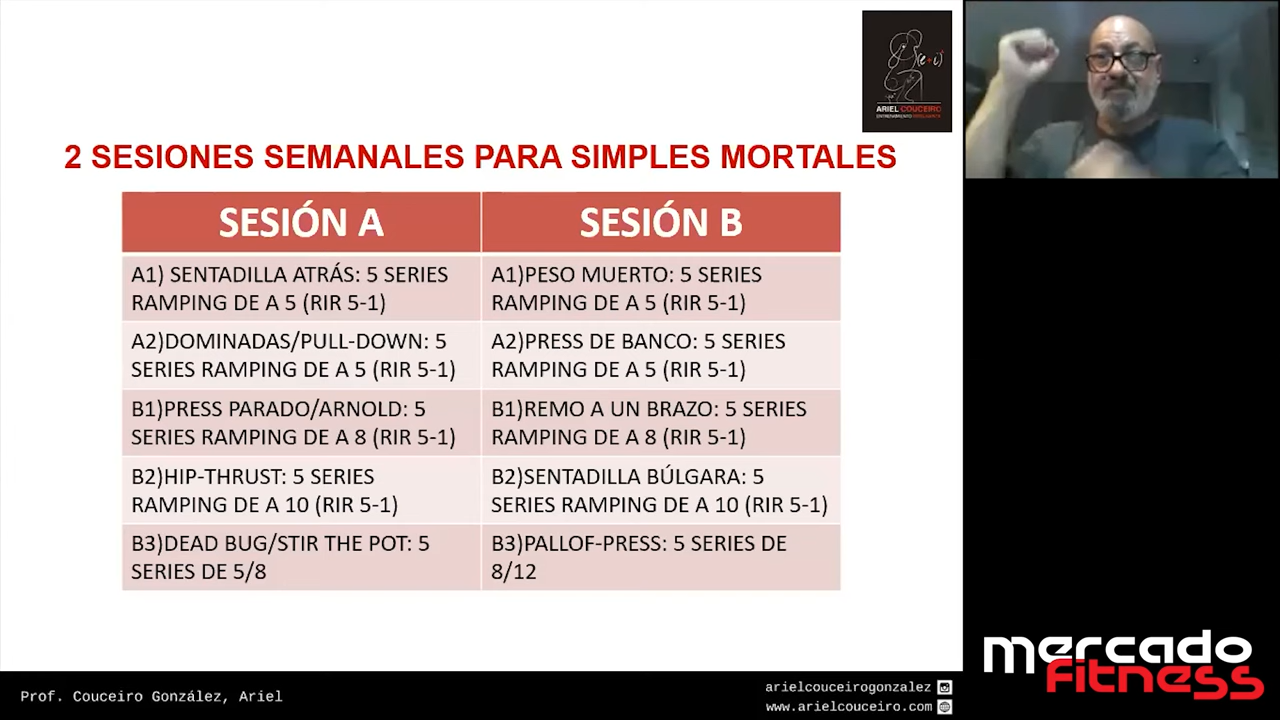 (e+i)
ARIEL COUCEIRO
2 SESIONES SEMANALES PARA SIMPLES MORTALES
SESIÓN A
A1) SENTADILLA ATRÁS: 5 SERIES
RAMPING DE A 5 (RIR 5-1)
A2)DOMINADAS/PULL-DOWN: 5
SERIES RAMPING DE A 5 (RIR 5-1)
B1)PRESS PARADO/ARNOLD: 5
SERIES RAMPING DE A 8 (RIR 5-1)
B2)HIP-THRUST: 5 SERIES
RAMPING DE A 10 (RIR 5-1)
B3)DEAD BUG/STIR THE POT: 5
SERIES DE 5/8
SESIÓN B
A1)PESO MUERTO: 5 SERIES
RAMPING DE A 5 (RIR 5-1)
A2)PRESS DE BANCO: 5 SERIES
RAMPING DE A 5 (RIR 5-1)
B1)REMO A UN BRAZO: 5 SERIES
RAMPING DE A 8 (RIR 5-1)
B2)SENTADILLA BÚLGARA: 5
SERIES RAMPING DE A 10 (RIR 5-1)
B3)PALLOF-PRESS: 5 SERIES DE
8/12
Prof. Couceiro González, Ariel
arielcouceirogonzalez
www.arielcouceiro.com
mercado
fitness